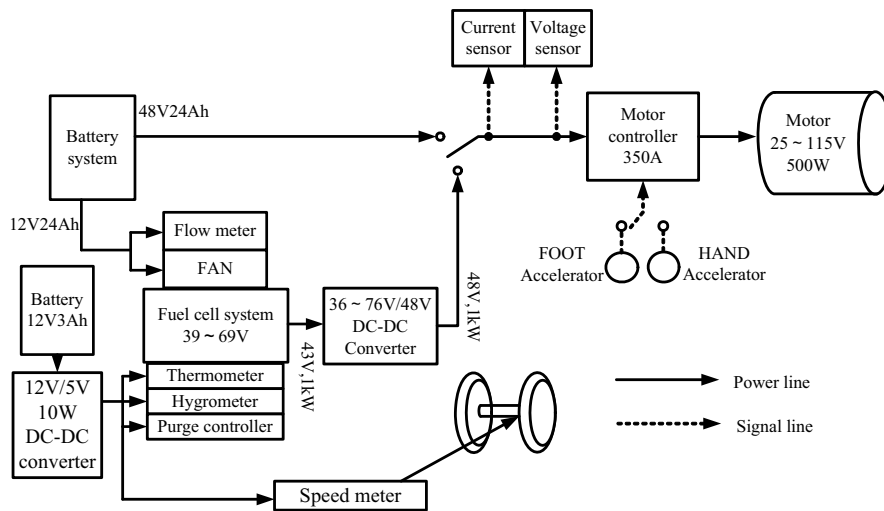 Current
sensor
Voltage
sensor
48V24Ah
Battery
system
Motor
controller
350A
Motor
25 ~ 115V
500W
12V24Ah
Flow meter
FAN
FOOT
Accelerator
HAND
Accelerator
Battery
12V3Ah
Fuel cell system
39 ~ 69V
36 ~ 76V/48V
DC-DC
Converter
48V,1kW
43V,1kW
12V/5V
10W
DC-DC
converter
Thermometer
Hygrometer
Purge controller
Speed meter
Power line
Signal line